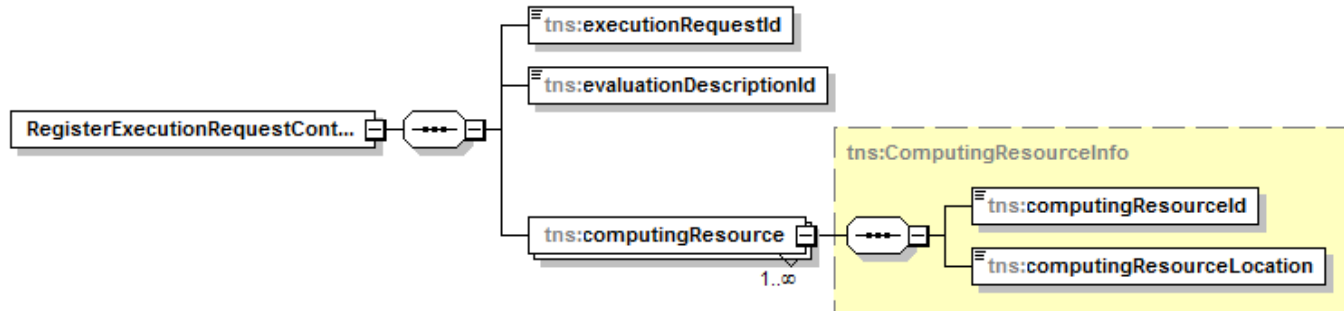 tns:executionRequestId
tns:evaluationDescriptionId
RegisterExecutionRequestCont...
tns:ComputingResourceInfo
tns:computingResourceId
tns:computingResource
tns:computingResourceLocation
1..∞